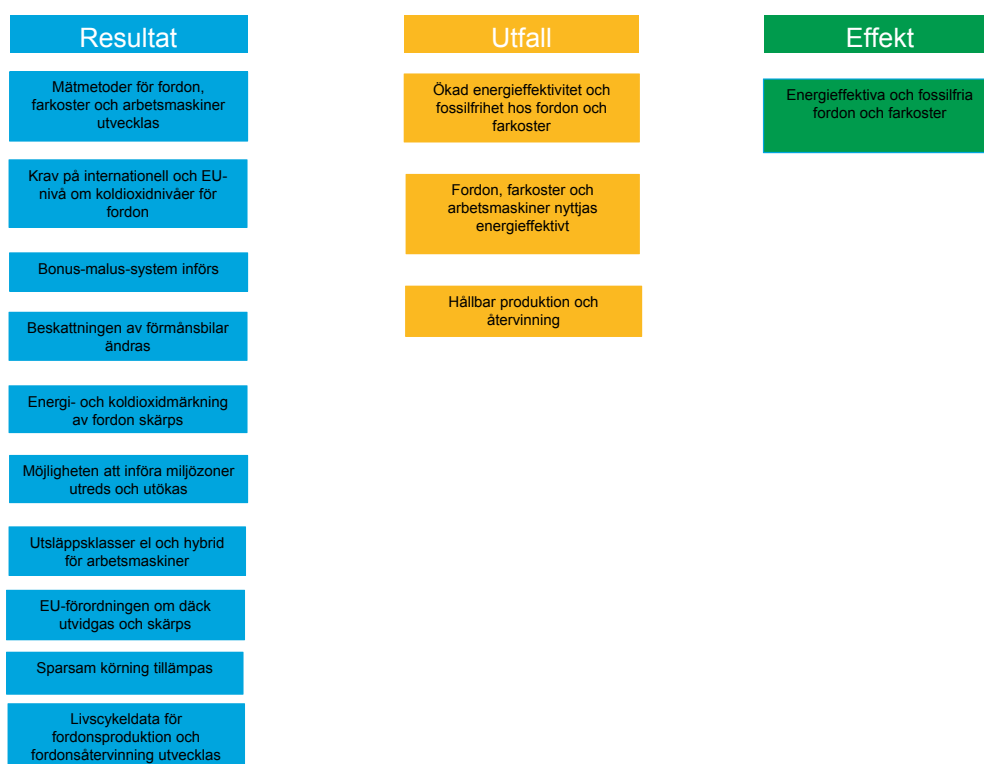 Resultat
Mätmetoder för fordon,
farkoster och arbetsmaskiner
utvecklas
Krav på internationell och EU-
nivå om koldioxidnivåer för
fordon
Bonus-malus-system införs
Beskattningen av förmånsbilar
ändras
Energi- och koldioxidmärkning
av fordon skärps
Möjligheten att införa miljözoner
utreds och utökas
Utsläppsklasser el och hybrid
för arbetsmaskiner
EU-förordningen om däck
utvidgas och skärps
Sparsam körning tillämpas
Livscykeldata för
fordonsproduktion och
fordonsåtervinning utvecklas
Utfall
Ökad energieffektivitet och
fossilfrihet hos fordon och
farkoster
Fordon, farkoster och
arbetsmaskiner nyttjas
energieffektivt
Hållbar produktion och
återvinning
Effekt
Energieffektiva och fossilfria
fordon och farkoster